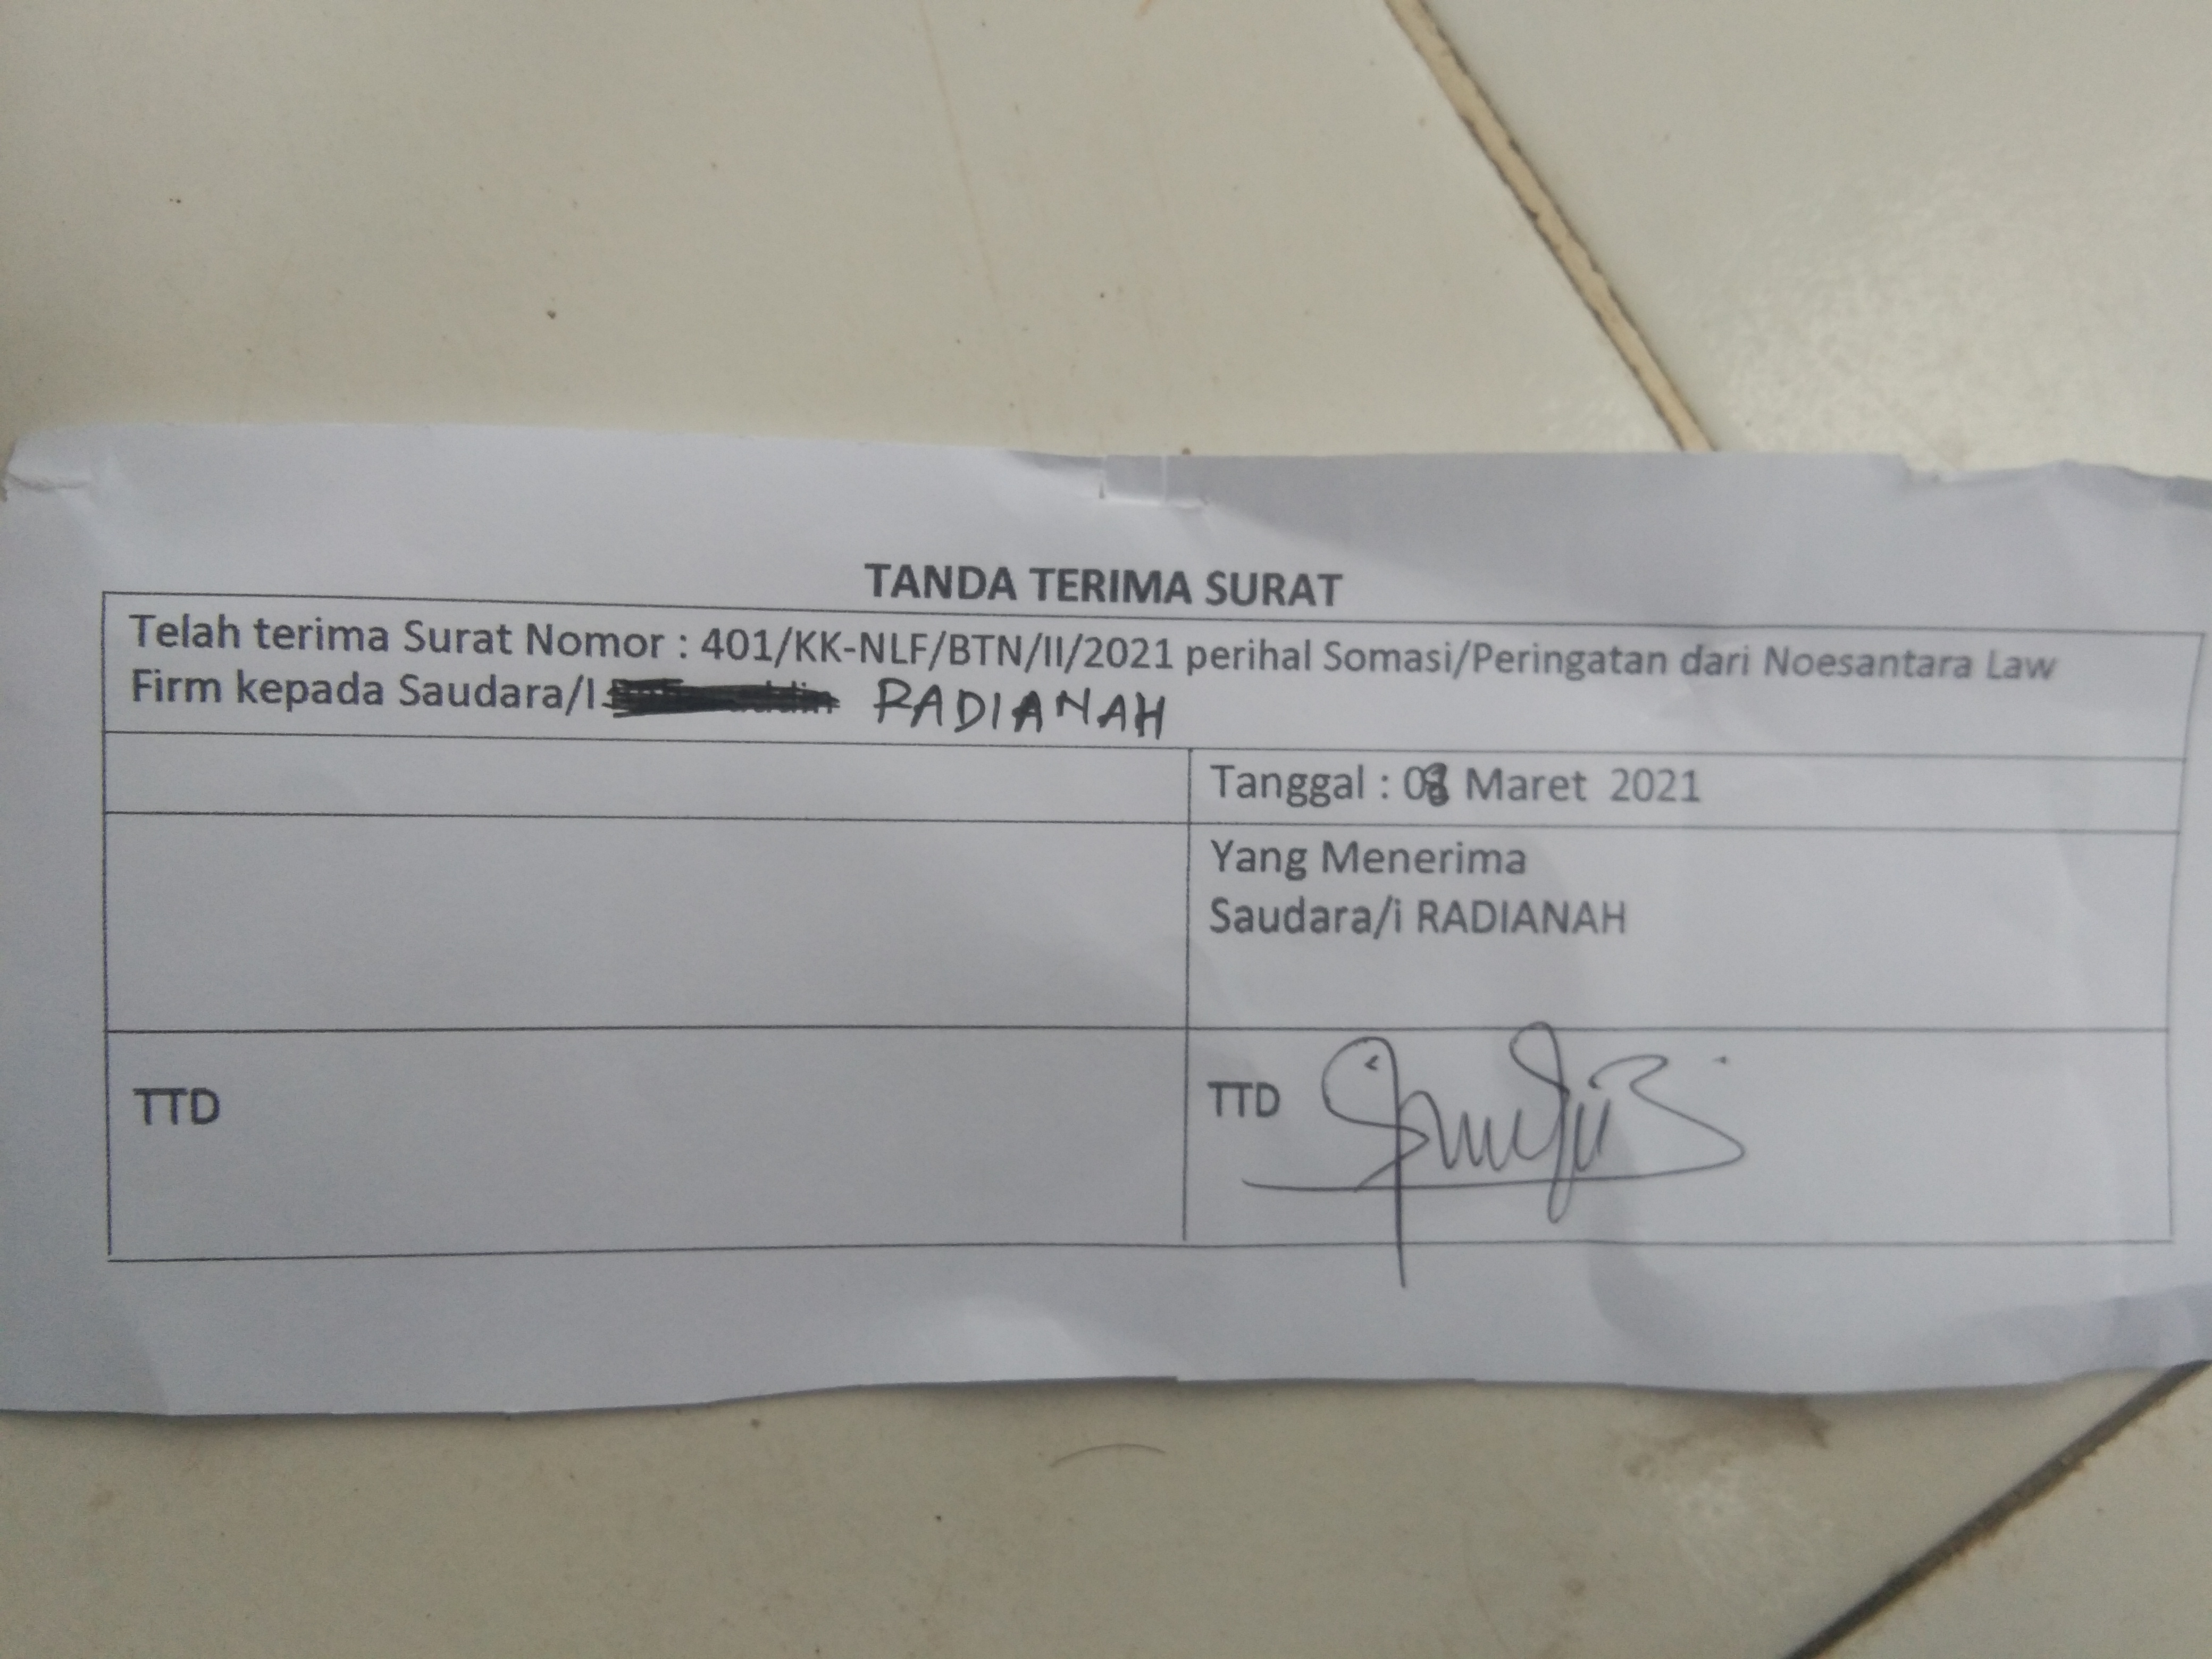 TANDA TERIMA SURAT
Telah terima Surat Nomor : 401/KK-NLF/BTN/II/2021 perihal Somasi/Peringatan dari Noesantara Law
Firm kepada Saudara/I RADIANAH
Tanggal : 08 Maret 2021
Yang Menerima
Saudara/i RADIANAH
TTD
TTD